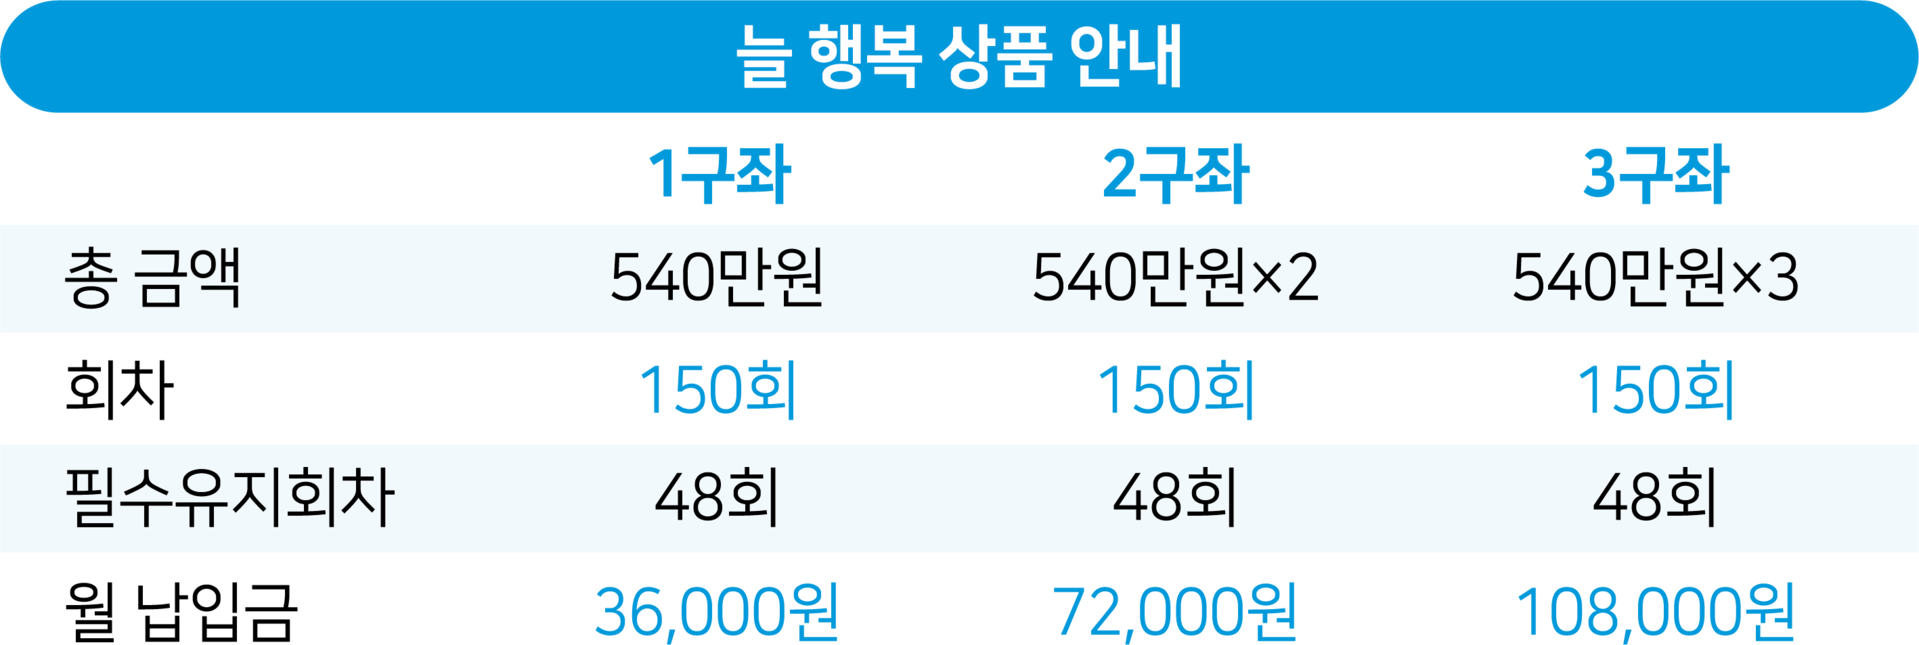 늘 행복 상품 안내
1구좌 2구좌 3구좌
총 금액 540만원 540만원×2 540만원×3
회차 150회 150회 150회
필수유지회차 48회 48회 48회
월 납입금 36,000원 72,000원 108,000원